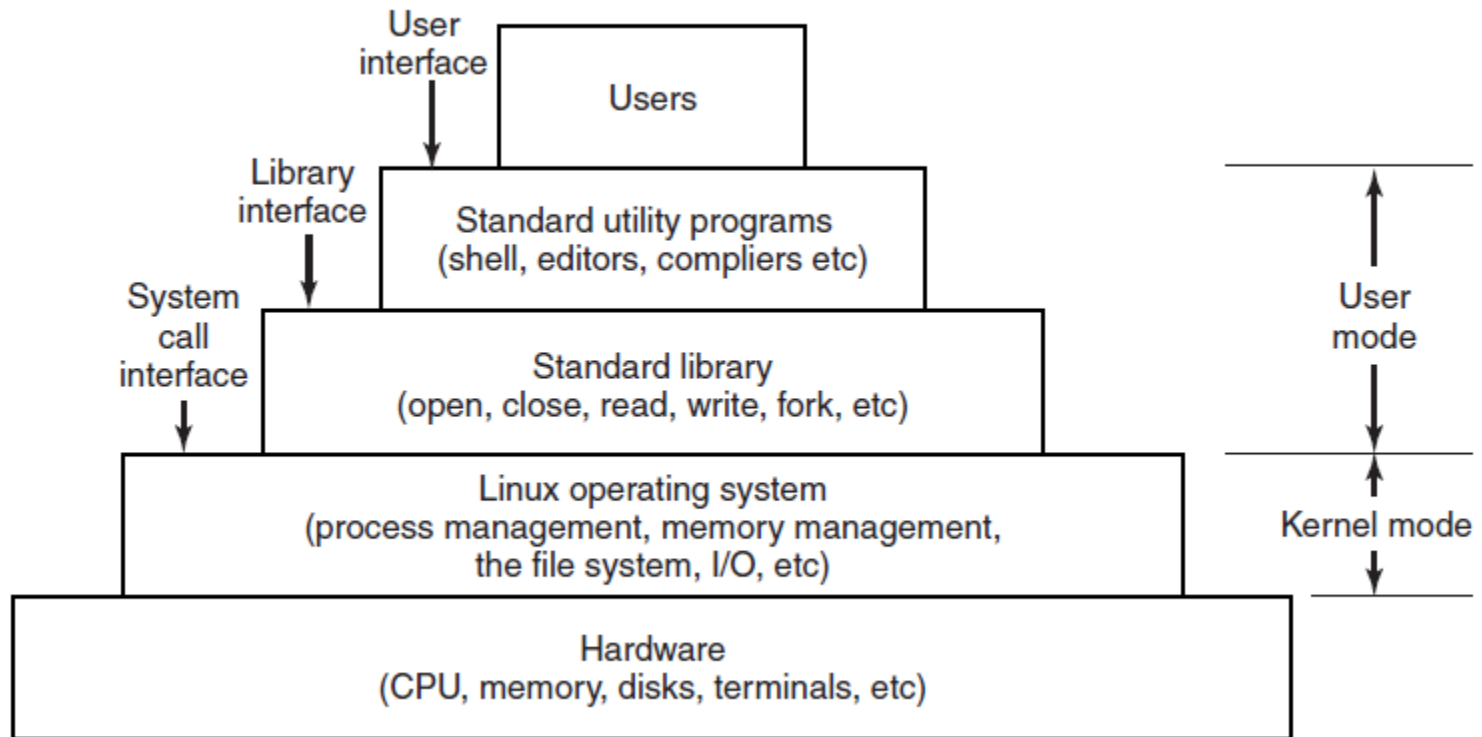 User
interface
Users
Library
interface
Standard utility programs
(shell, editors, compliers etc)
System
call
interface
User
mode
Standard library
(open, close, read, write, fork, etc)
Linux operating system
(process management, memory management,
the file system, I/O, etc)
Kernel mode
Hardware
(CPU, memory, disks, terminals, etc)